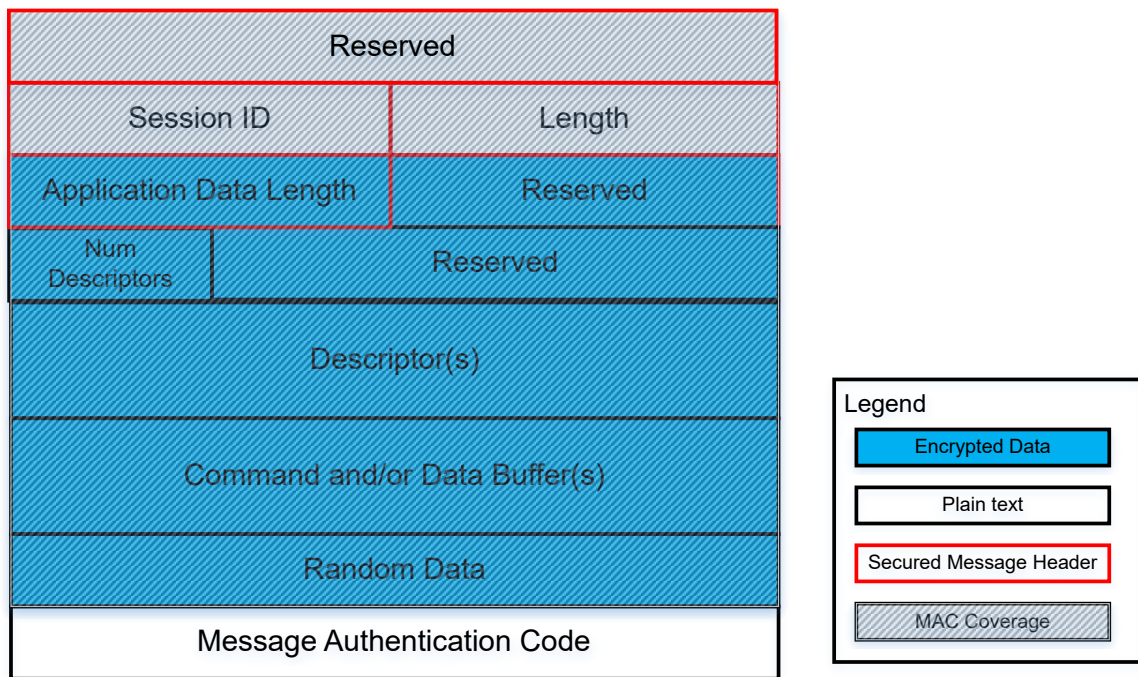 Reserved
Session ID
Length
Application Data Length
Reserved
Num
Descriptors
Reserved
Descriptor(s)
Command and/or Data Buffer(s)
Random Data
Message Authentication Code
Legend
Encrypted Data
Plain text
Secured Message Header
MAC Coverage